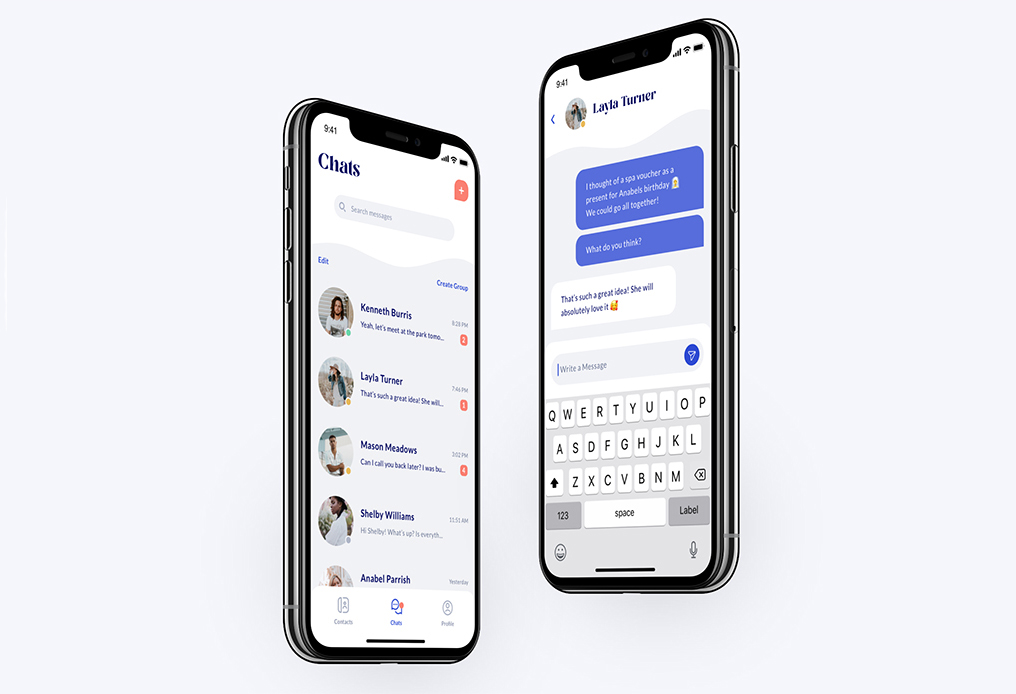 9:41
Chats
+
Search messages
Edit
Create Group
Kenneth Burris
8:28 PM
Yeah, let's meet at the park tomo...
2
Layla Turner
7:46 PM
That's such a great idea! She will...
1
Mason Meadows
3:02 PM
Can I call you back later? I was bu...
4
Shelby Williams
11:51 AM
Hi Shelby! What's up? Is everyth...
Anabel Parrish
Yesterday
Contacts
Chats
Profile
9:41
Layla Turner
I thought of a spa voucher as a
present for Anabels birthday 🧖
We could go all together!
What do you think?
That's such a great idea! She will
absolutely love it 🥰
Write a Message
Q W E R T Y U I O P
A S D F G H J K L
Z X C V B N M
123 space Label